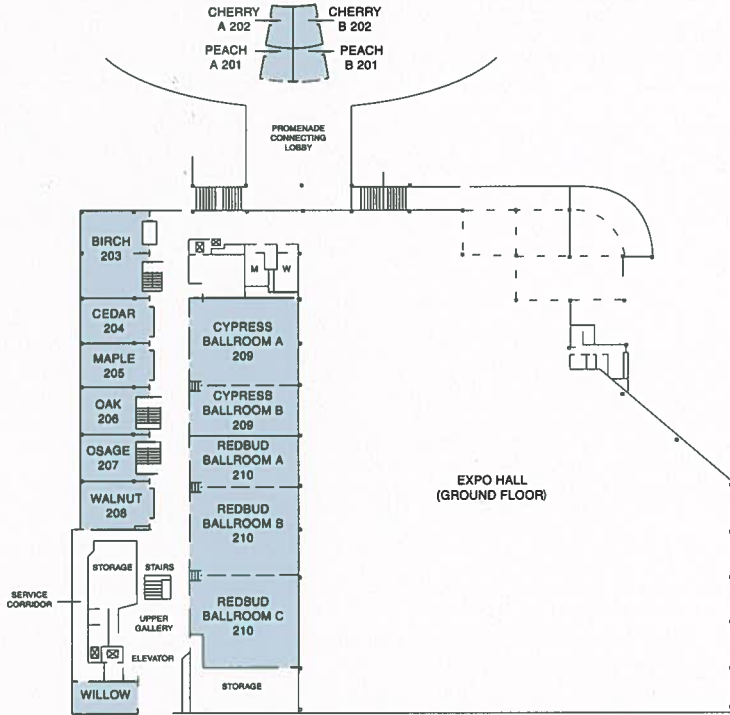 CHERRY
A 202
CHERRY
B 202
PEACH
A 201
PEACH
B 201
PROMENADE
CONNECTING
LOBBY
BIRCH
203
M
W
CEDAR
204
CYPRESS
BALLROOM A
209
MAPLE
205
OAK
206
CYPRESS
BALLROOM B
209
OSAGE
207
REDBUD
BALLROOM A
210
EXPO HALL
(GROUND FLOOR)
WALNUT
208
REDBUD
BALLROOM B
210
STORAGE
STAIRS
SERVICE
CORRIDOR
UPPER
GALLERY
REDBUD
BALLROOM C
210
ELEVATOR
WILLOW
STORAGE